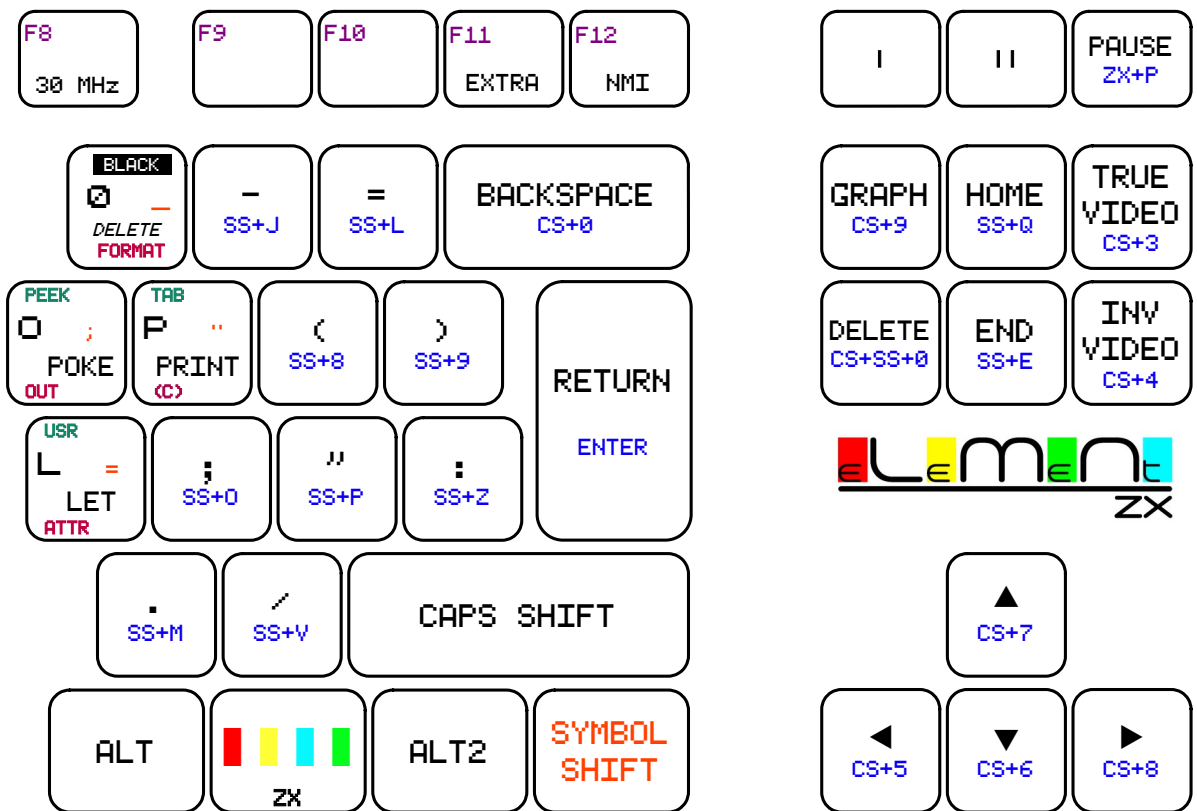 F8
30 MHz
F9
F10
F11
EXTRA
F12
NMI
I
II
PAUSE
ZX+P
BLACK
0 _
DELETE
FORMAT
-
SS+J
=
SS+L
BACKSPACE
CS+0
GRAPH
CS+9
HOME
SS+Q
TRUE
VIDEO
CS+3
PEEK
O ;
POKE
OUT
TAB
P "
PRINT
(C)
(
SS+8
)
SS+9
RETURN
ENTER
DELETE
CS+SS+0
END
SS+E
INV
VIDEO
CS+4
USR
L =
LET
ATTR
;
SS+O
"
SS+P
:
SS+Z
eLemeNt
ZX
.
SS+M
/
SS+V
CAPS SHIFT
▲
CS+7
ALT
ZX
ALT2
SYMBOL
SHIFT
◀
CS+5
▼
CS+6
▶
CS+8